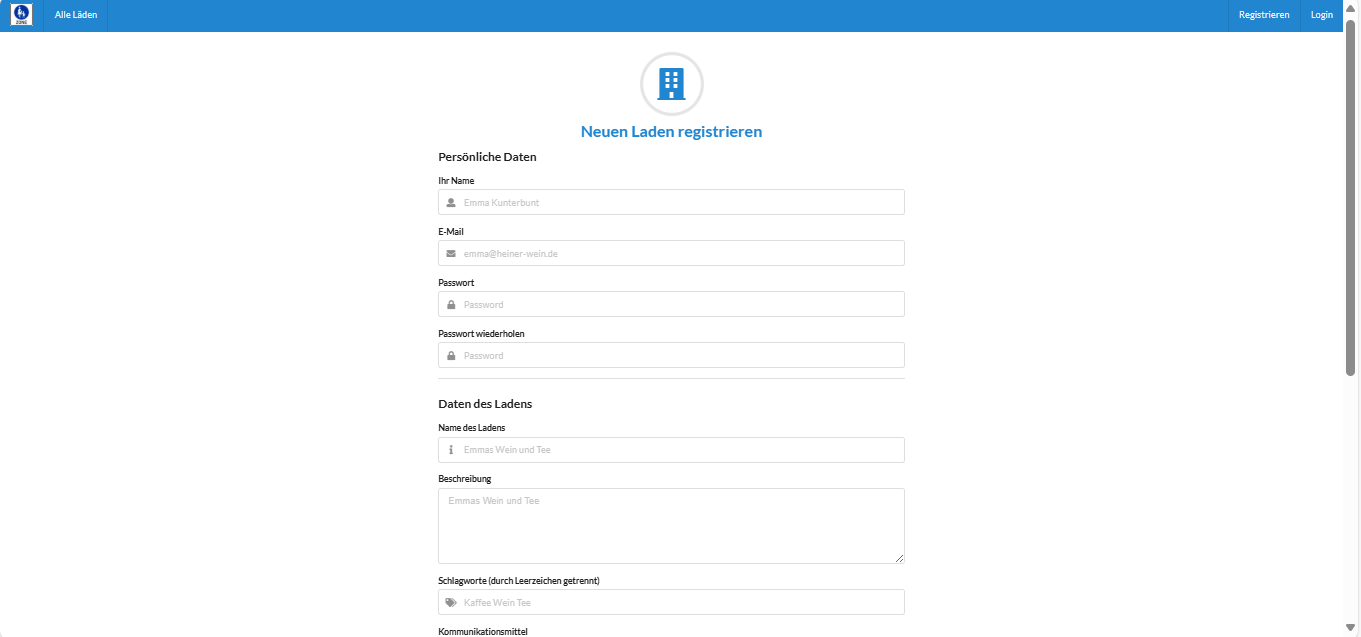 ZONE
Alle Läden
Registrieren
Login
Neuen Laden registrieren
Persönliche Daten
Ihr Name
Emma Kunterbunt
E-Mail
emma@heiner-wein.de
Passwort
Password
Passwort wiederholen
Password
Daten des Ladens
Name des Ladens
Emmas Wein und Tee
Beschreibung
Emmas Wein und Tee
Schlagworte (durch Leerzeichen getrennt)
Kaffee Wein Tee
Kommunikationsmittel